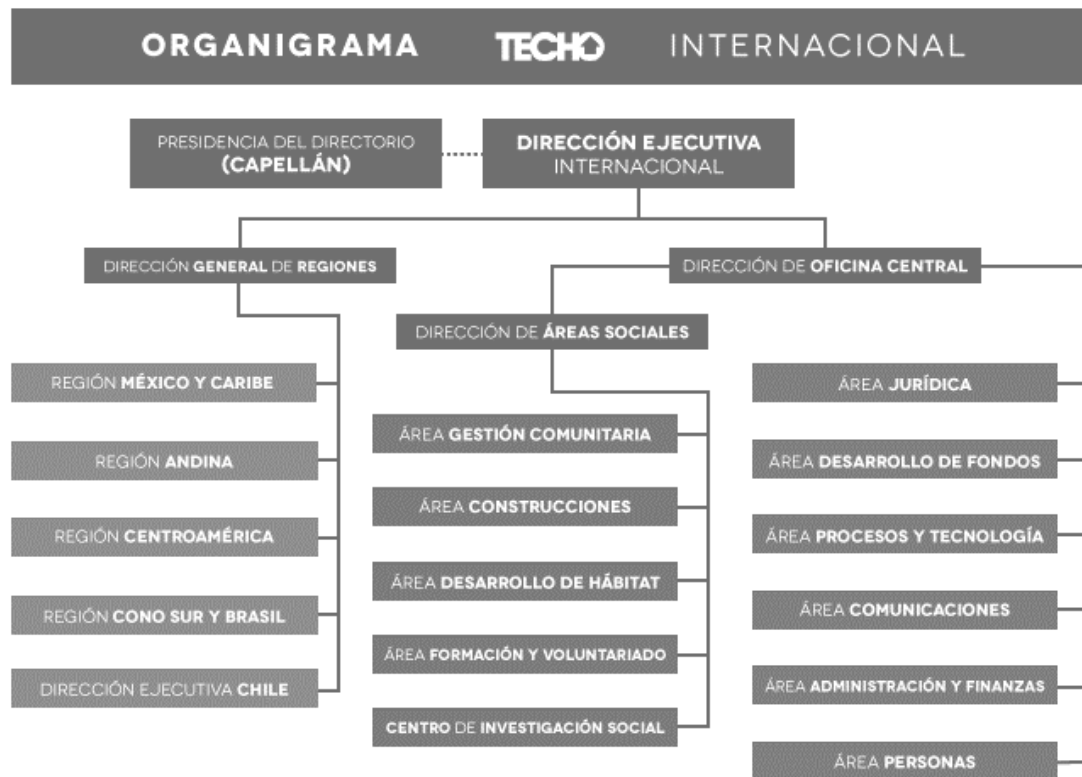 ORGANIGRAMA TECHO INTERNACIONAL
PRESIDENCIA DEL DIRECTORIO
(CAPELLÁN)
DIRECCIÓN EJECUTIVA
INTERNACIONAL
DIRECCIÓN GENERAL DE REGIONES
DIRECCIÓN DE OFICINA CENTRAL
DIRECCIÓN DE ÁREAS SOCIALES
REGIÓN MÉXICO Y CARIBE
REGIÓN ANDINA
REGIÓN CENTROAMÉRICA
REGIÓN CONO SUR Y BRASIL
DIRECCIÓN EJECUTIVA CHILE
ÁREA GESTIÓN COMUNITARIA
ÁREA CONSTRUCCIONES
ÁREA DESARROLLO DE HÁBITAT
ÁREA FORMACIÓN Y VOLUNTARIADO
CENTRO DE INVESTIGACIÓN SOCIAL
ÁREA JURÍDICA
ÁREA DESARROLLO DE FONDOS
ÁREA PROCESOS Y TECNOLOGÍA
ÁREA COMUNICACIONES
ÁREA ADMINISTRACIÓN Y FINANZAS
ÁREA PERSONAS